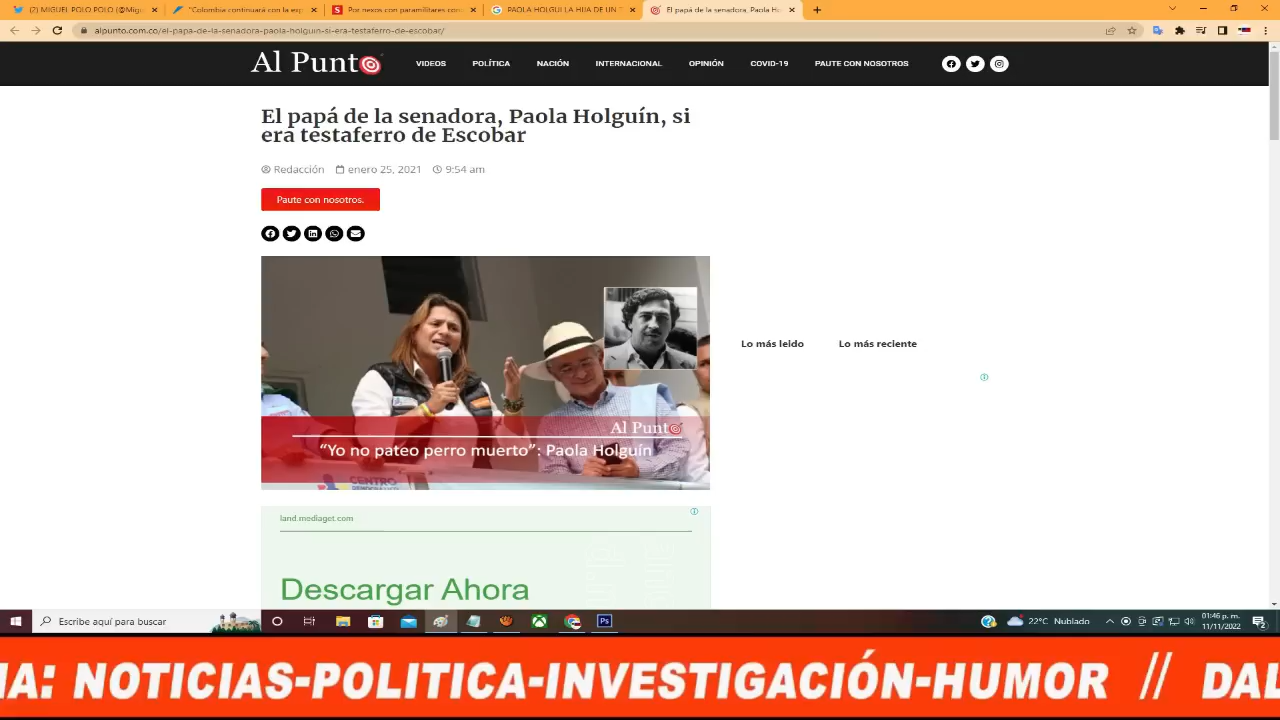 (2) MIGUEL POLO POLO (@Migu
"Colombia continuará con la exp
Por nexos con paramilitares con
PAOLA HOLGUI LA HIJA DE UN T
El papá de la senadora, Paola Ho
alpunto.com.co/el-papa-de-la-senadora-paola-holguin-si-era-testaferro-de-escobar/
Al Punto
VIDEOS
POLÍTICA
NACIÓN
INTERNACIONAL
OPINIÓN
COVID-19
PAUTE CON NOSOTROS
El papá de la senadora, Paola Holguín, si
era testaferro de Escobar
Redacción
enero 25, 2021
9:54 am
Paute con nosotros.
Al Punto
"Yo no pateo perro muerto": Paola Holguín
Lo más leido
Lo más reciente
land.mediaget.com
Descargar Ahora
Escribe aquí para buscar
Ps
22°C Nublado
01:46 p. m.
11/11/2022
IA: NOTICIAS-POLITICA-INVESTIGACIÓN-HUMOR // DAL